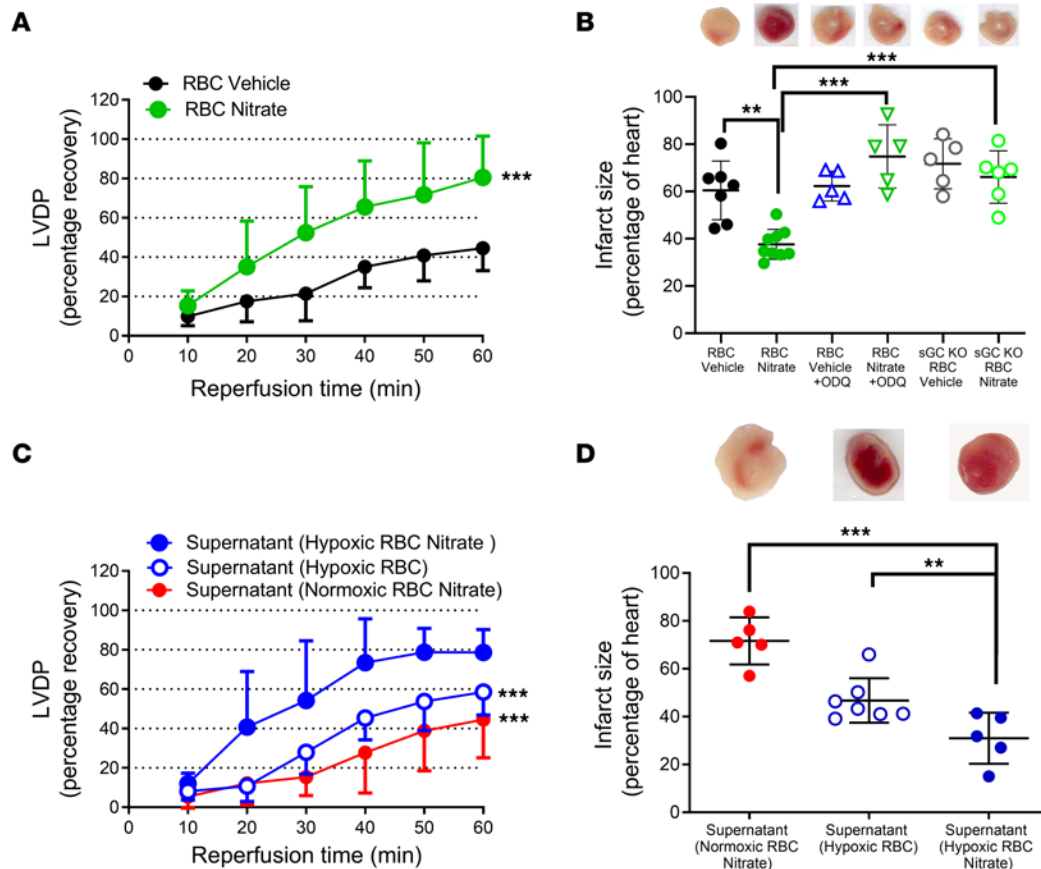 A
RBC Vehicle
RBC Nitrate
120
100
80
60
40
20
0
LVDP
(percentage recovery)
***
0 10 20 30 40 50 60
Reperfusion time (min)
B
***
***
**
100
80
60
40
20
0
Infarct size
(percentage of heart)
RBC
Vehicle
RBC
Nitrate
RBC
Vehicle
+ODQ
RBC
Nitrate
+ODQ
sGC KO
RBC
Vehicle
sGC KO
RBC
Nitrate
C
Supernatant (Hypoxic RBC Nitrate )
Supernatant (Hypoxic RBC)
Supernatant (Normoxic RBC Nitrate)
120
100
80
60
40
20
0
LVDP
(percentage recovery)
***
***
0 10 20 30 40 50 60
Reperfusion time (min)
D
***
**
100
80
60
40
20
0
Infarct size
(percentage of heart)
Supernatant
(Normoxic RBC
Nitrate)
Supernatant
(Hypoxic RBC)
Supernatant
(Hypoxic RBC
Nitrate)